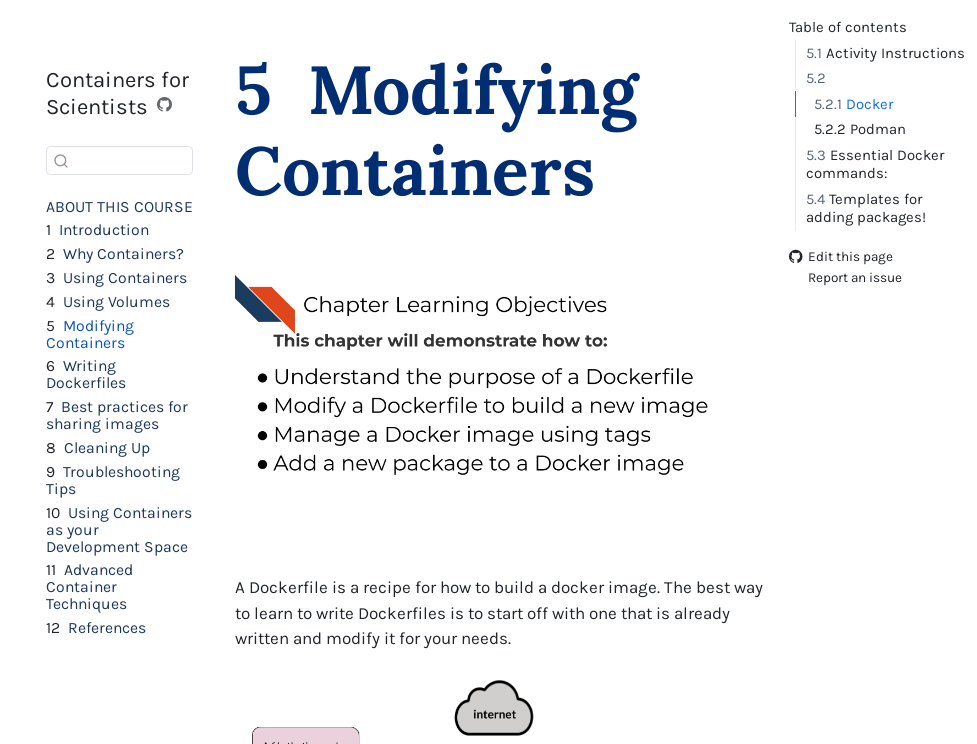 Containers for
Scientists
ABOUT THIS COURSE
1 Introduction
2 Why Containers?
3 Using Containers
4 Using Volumes
5 Modifying
Containers
6 Writing
Dockerfiles
7 Best practices for
sharing images
8 Cleaning Up
9 Troubleshooting
Tips
10 Using Containers
as your
Development Space
11 Advanced
Container
Techniques
12 References
5 Modifying
Containers
Chapter Learning Objectives
This chapter will demonstrate how to:
● Understand the purpose of a Dockerfile
● Modify a Dockerfile to build a new image
● Manage a Docker image using tags
● Add a new package to a Docker image
A Dockerfile is a recipe for how to build a docker image. The best way
to learn to write Dockerfiles is to start off with one that is already
written and modify it for your needs.
internet
Table of contents
5.1 Activity Instructions
5.2
5.2.1 Docker
5.2.2 Podman
5.3 Essential Docker
commands:
5.4 Templates for
adding packages!
Edit this page
Report an issue